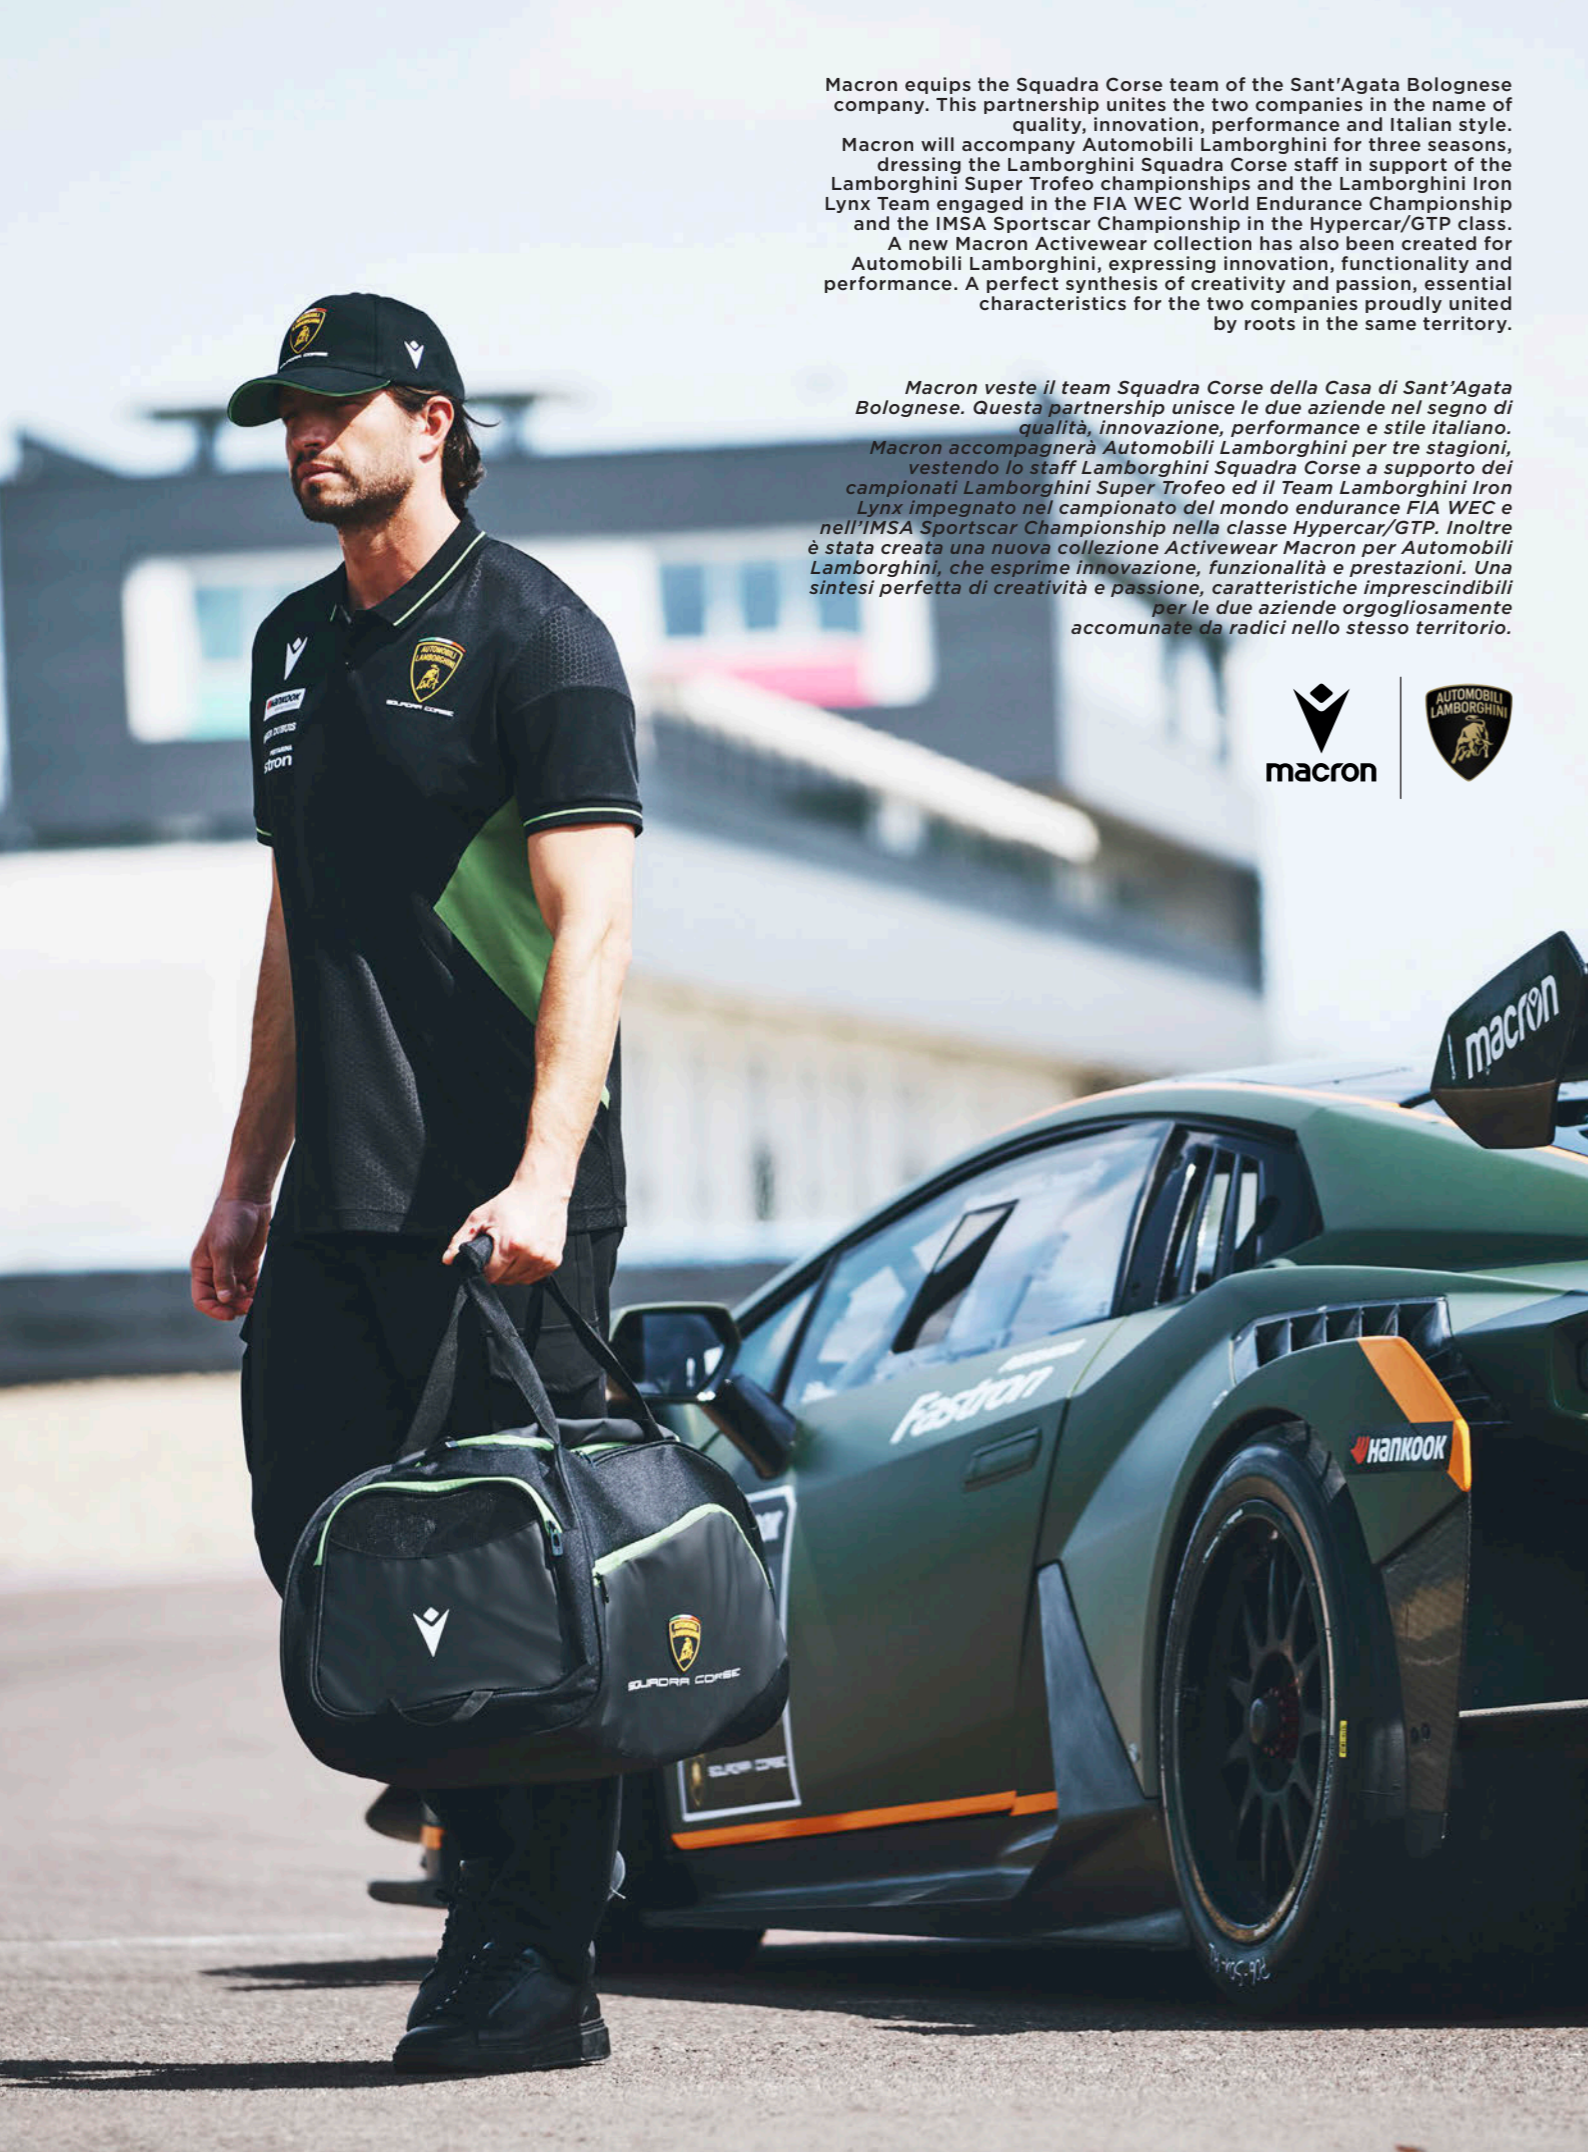 Macron equips the Squadra Corse team of the Sant'Agata Bolognese
company. This partnership unites the two companies in the name of
quality, innovation, performance and Italian style.
Macron will accompany Automobili Lamborghini for three seasons,
dressing the Lamborghini Squadra Corse staff in support of the
Lamborghini Super Trofeo championships and the Lamborghini Iron
Lynx Team engaged in the FIA WEC World Endurance Championship
and the IMSA Sportscar Championship in the Hypercar/GTP class.
A new Macron Activewear collection has also been created for
Automobili Lamborghini, expressing innovation, functionality and
performance. A perfect synthesis of creativity and passion, essential
characteristics for the two companies proudly united
by roots in the same territory.
Macron veste il team Squadra Corse della Casa di Sant'Agata
Bolognese. Questa partnership unisce le due aziende nel segno di
qualità, innovazione, performance e stile italiano.
Macron accompagnerà Automobili Lamborghini per tre stagioni,
vestendo lo staff Lamborghini Squadra Corse a supporto dei
campionati Lamborghini Super Trofeo ed il Team Lamborghini Iron
Lynx impegnato nel campionato del mondo endurance FIA WEC e
nell'IMSA Sportscar Championship nella classe Hypercar/GTP. Inoltre
è stata creata una nuova collezione Activewear Macron per Automobili
Lamborghini, che esprime innovazione, funzionalità e prestazioni. Una
sintesi perfetta di creatività e passione, caratteristiche imprescindibili
per le due aziende orgogliosamente
accomunate da radici nello stesso territorio.
macron
AUTOMOBILI
LAMBORGHINI
AUTOMOBILI
LAMBORGHINI
SQUADRA CORSE
HANKOOK
stron
macron
Fastron
HANKOOK
SQUADRA CORSE